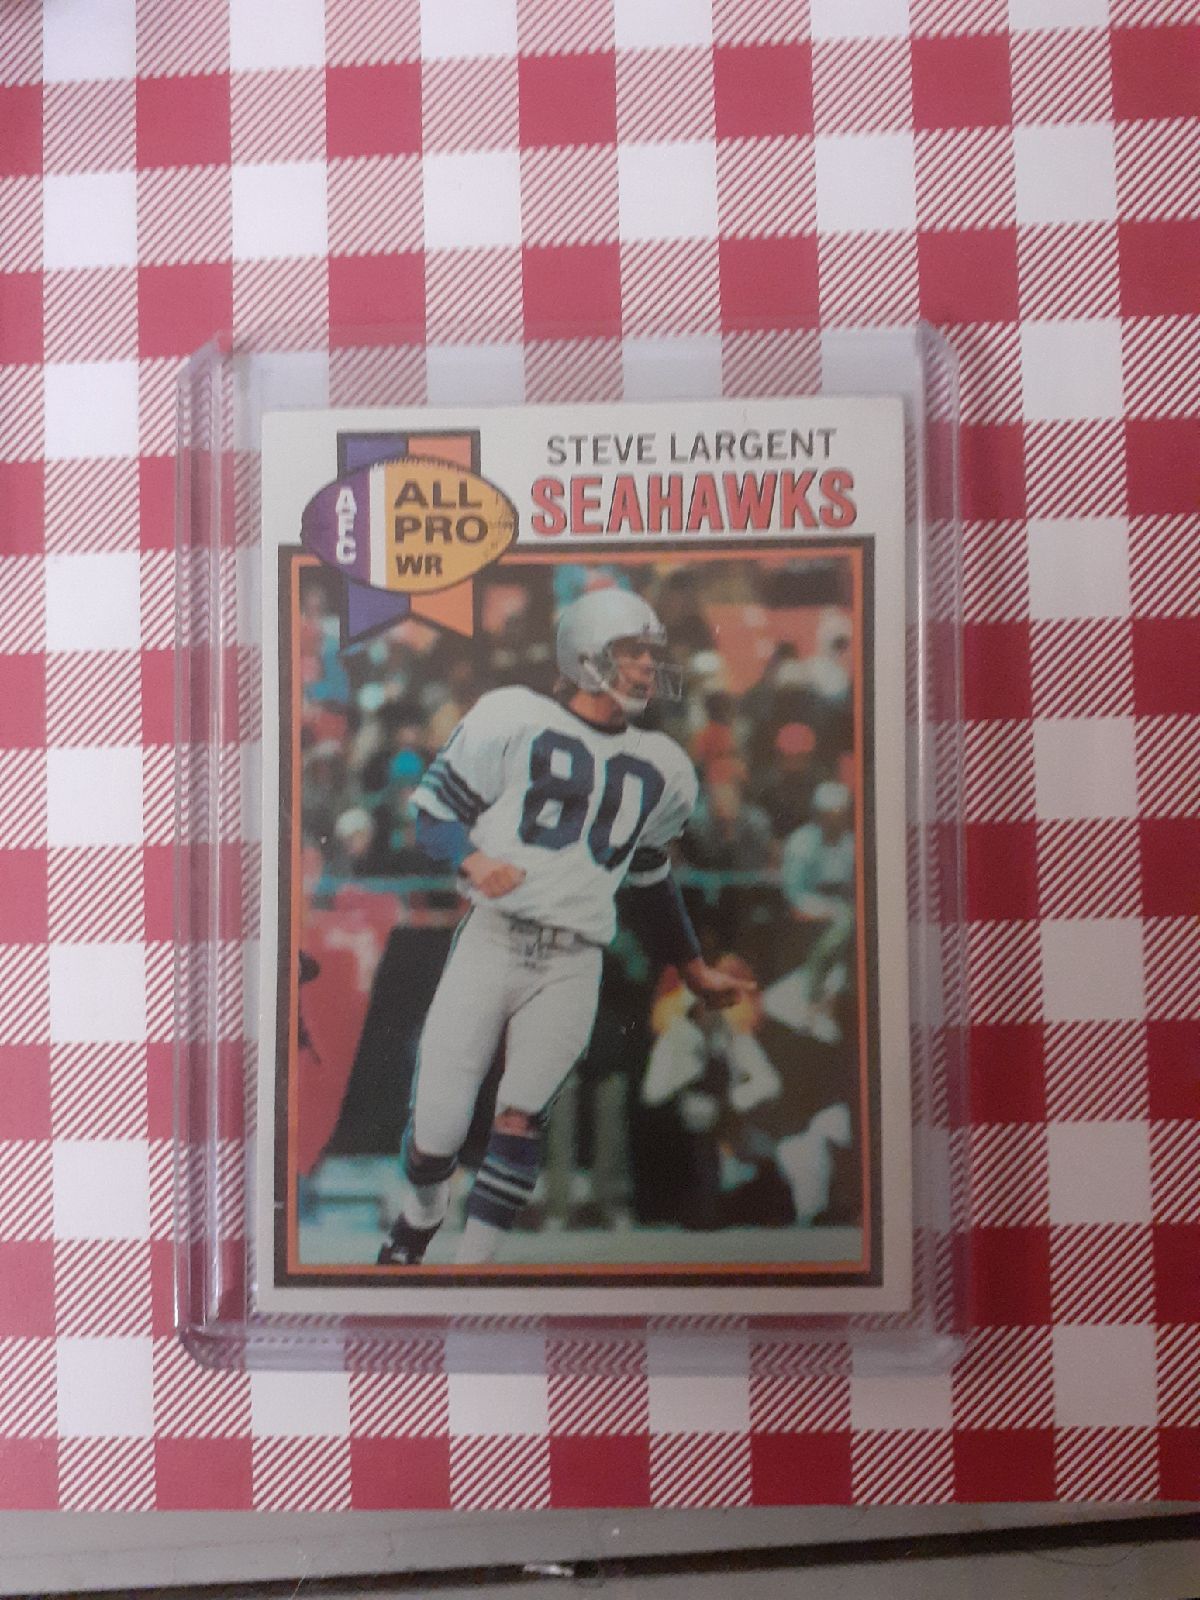 STEVE LARGENT
SEAHAWKS
AFC
ALL
PRO
WR
80